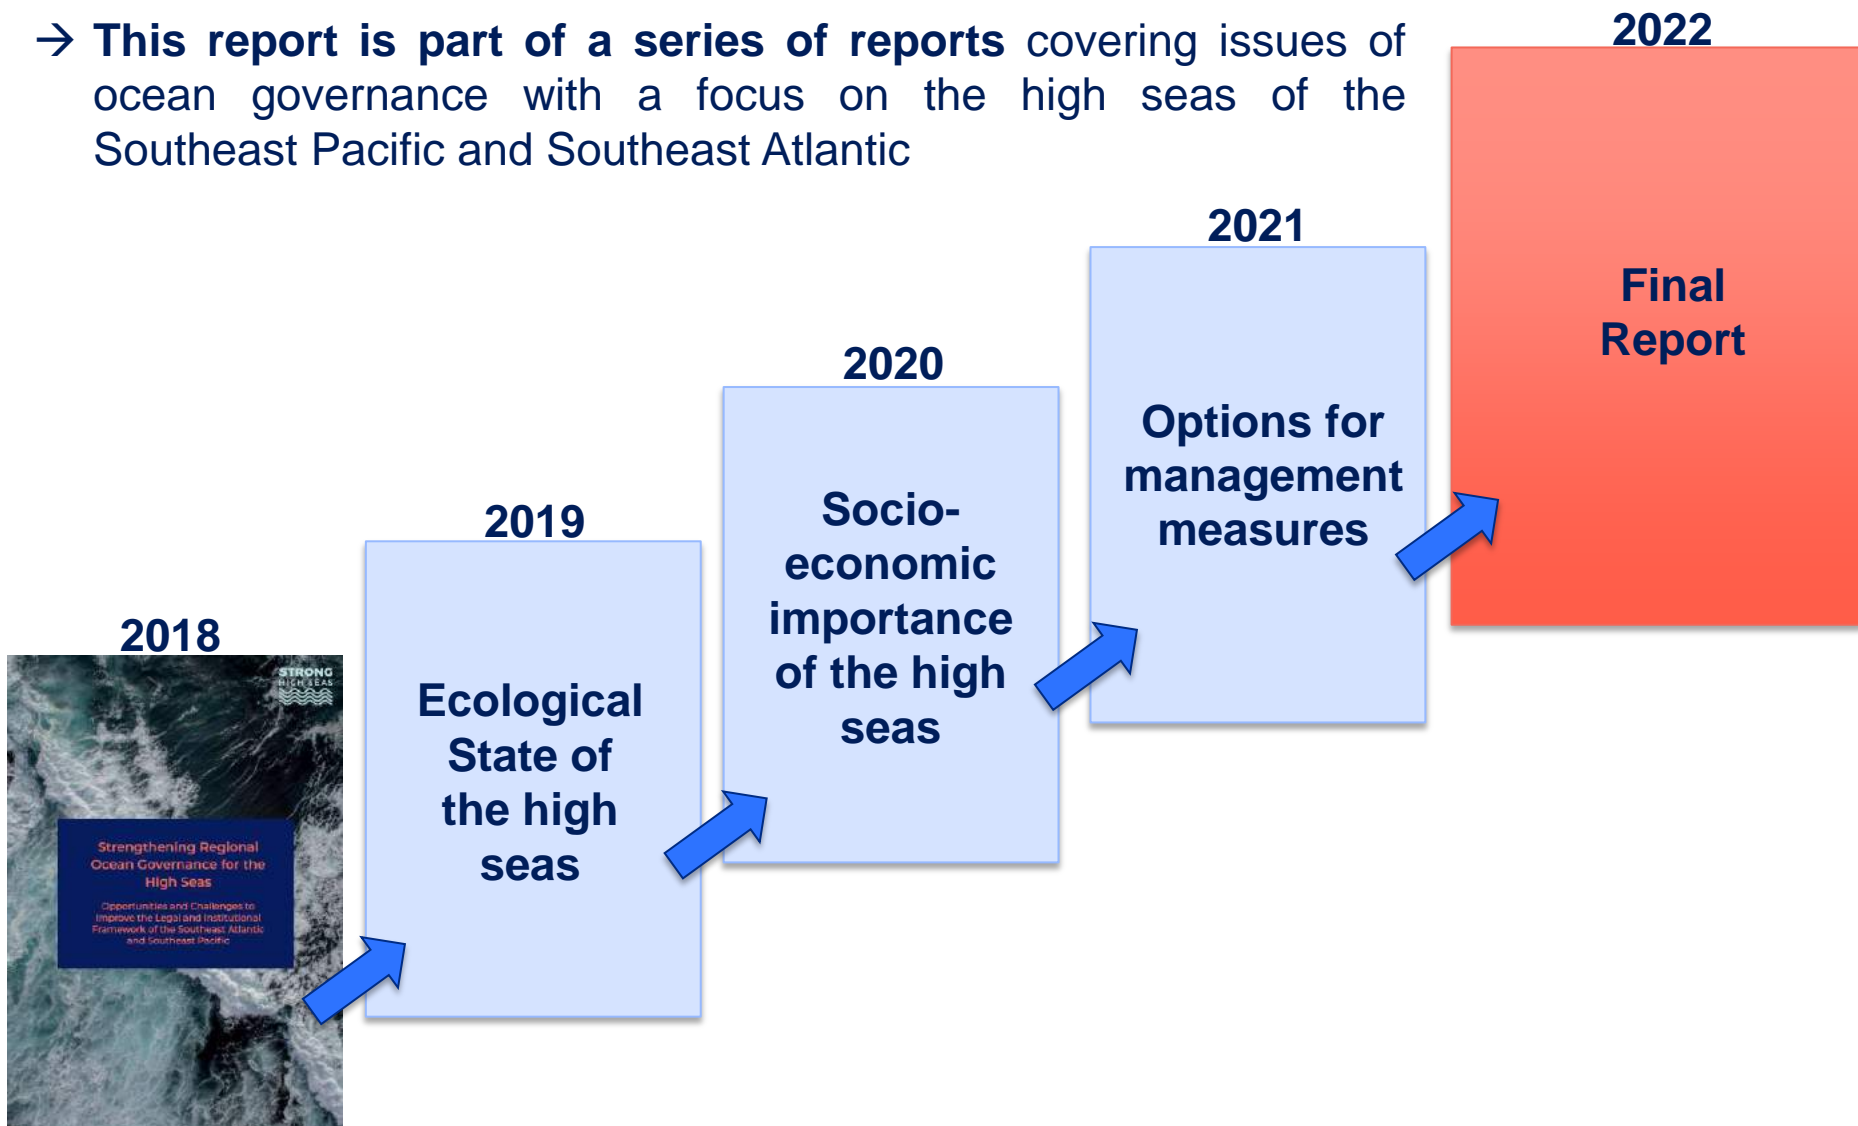 → This report is part of a series of reports covering issues of
ocean governance with a focus on the high seas of the
Southeast Pacific and Southeast Atlantic
2018
STRONG
HIGH SEAS
Strengthening Regional
Ocean Governance for the
High Seas
Opportunities and Challenges to
Improve the Legal and Institutional
Framework of the Southeast Atlantic
and Southeast Pacific
2019
Ecological
State of
the high
seas
2020
Socio-
economic
importance
of the high
seas
2021
Options for
management
measures
2022
Final
Report